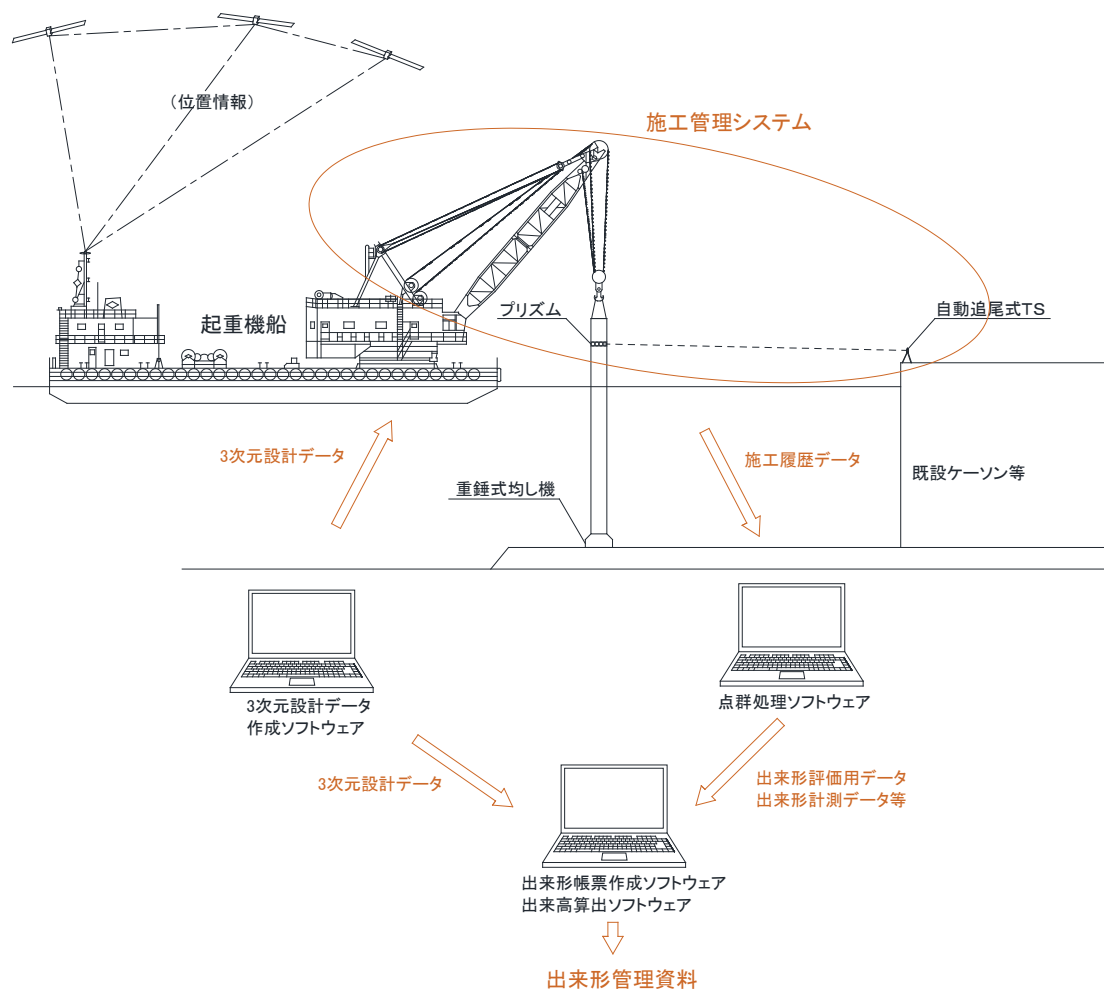 (位置情報)
施工管理システム
起重機船
プリズム
自動追尾式TS
3次元設計データ
施工履歴データ
既設ケーソン等
重錘式均し機
3次元設計データ
作成ソフトウェア
点群処理ソフトウェア
3次元設計データ
出来形評価用データ
出来形計測データ等
出来形帳票作成ソフトウェア
出来高算出ソフトウェア
出来形管理資料